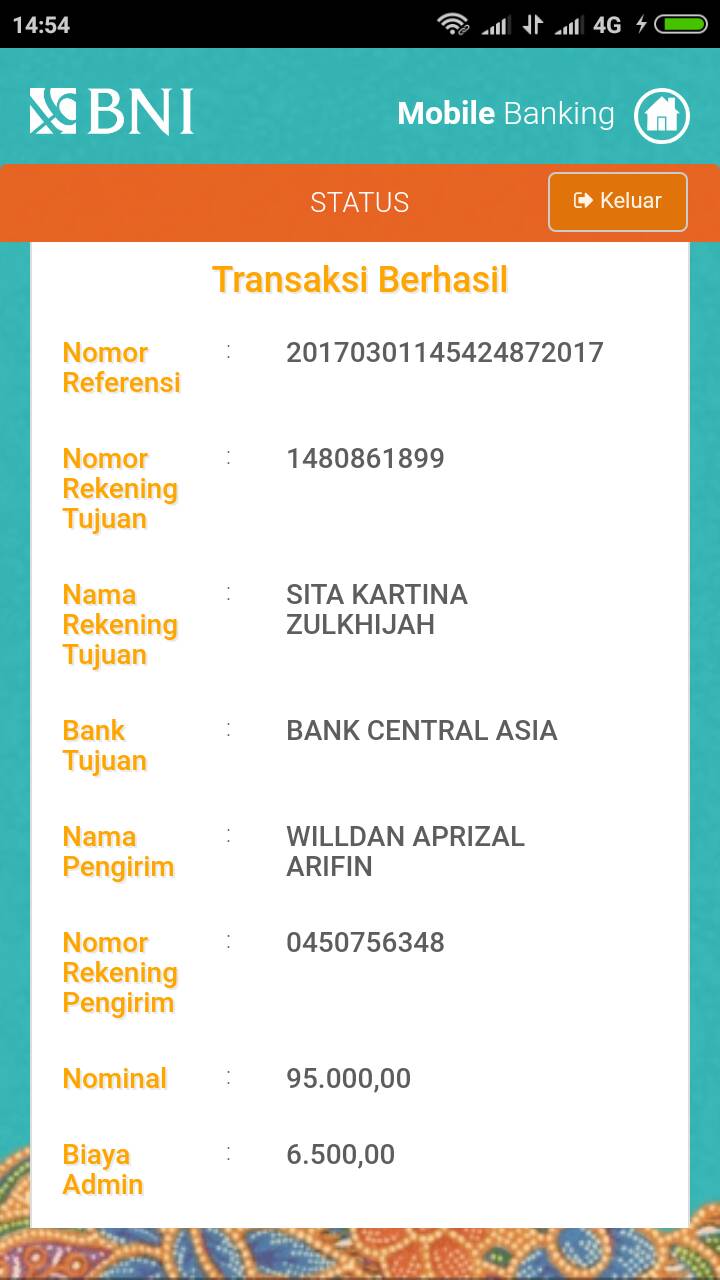 14:54 4G
BNI Mobile Banking
STATUS Keluar
Transaksi Berhasil
Nomor : 20170301145424872017
Referensi
Nomor : 1480861899
Rekening
Tujuan
Nama : SITA KARTINA
Rekening ZULKHIJAH
Tujuan
Bank : BANK CENTRAL ASIA
Tujuan
Nama : WILLDAN APRIZAL
Pengirim ARIFIN
Nomor : 0450756348
Rekening
Pengirim
Nominal : 95.000,00
Biaya : 6.500,00
Admin